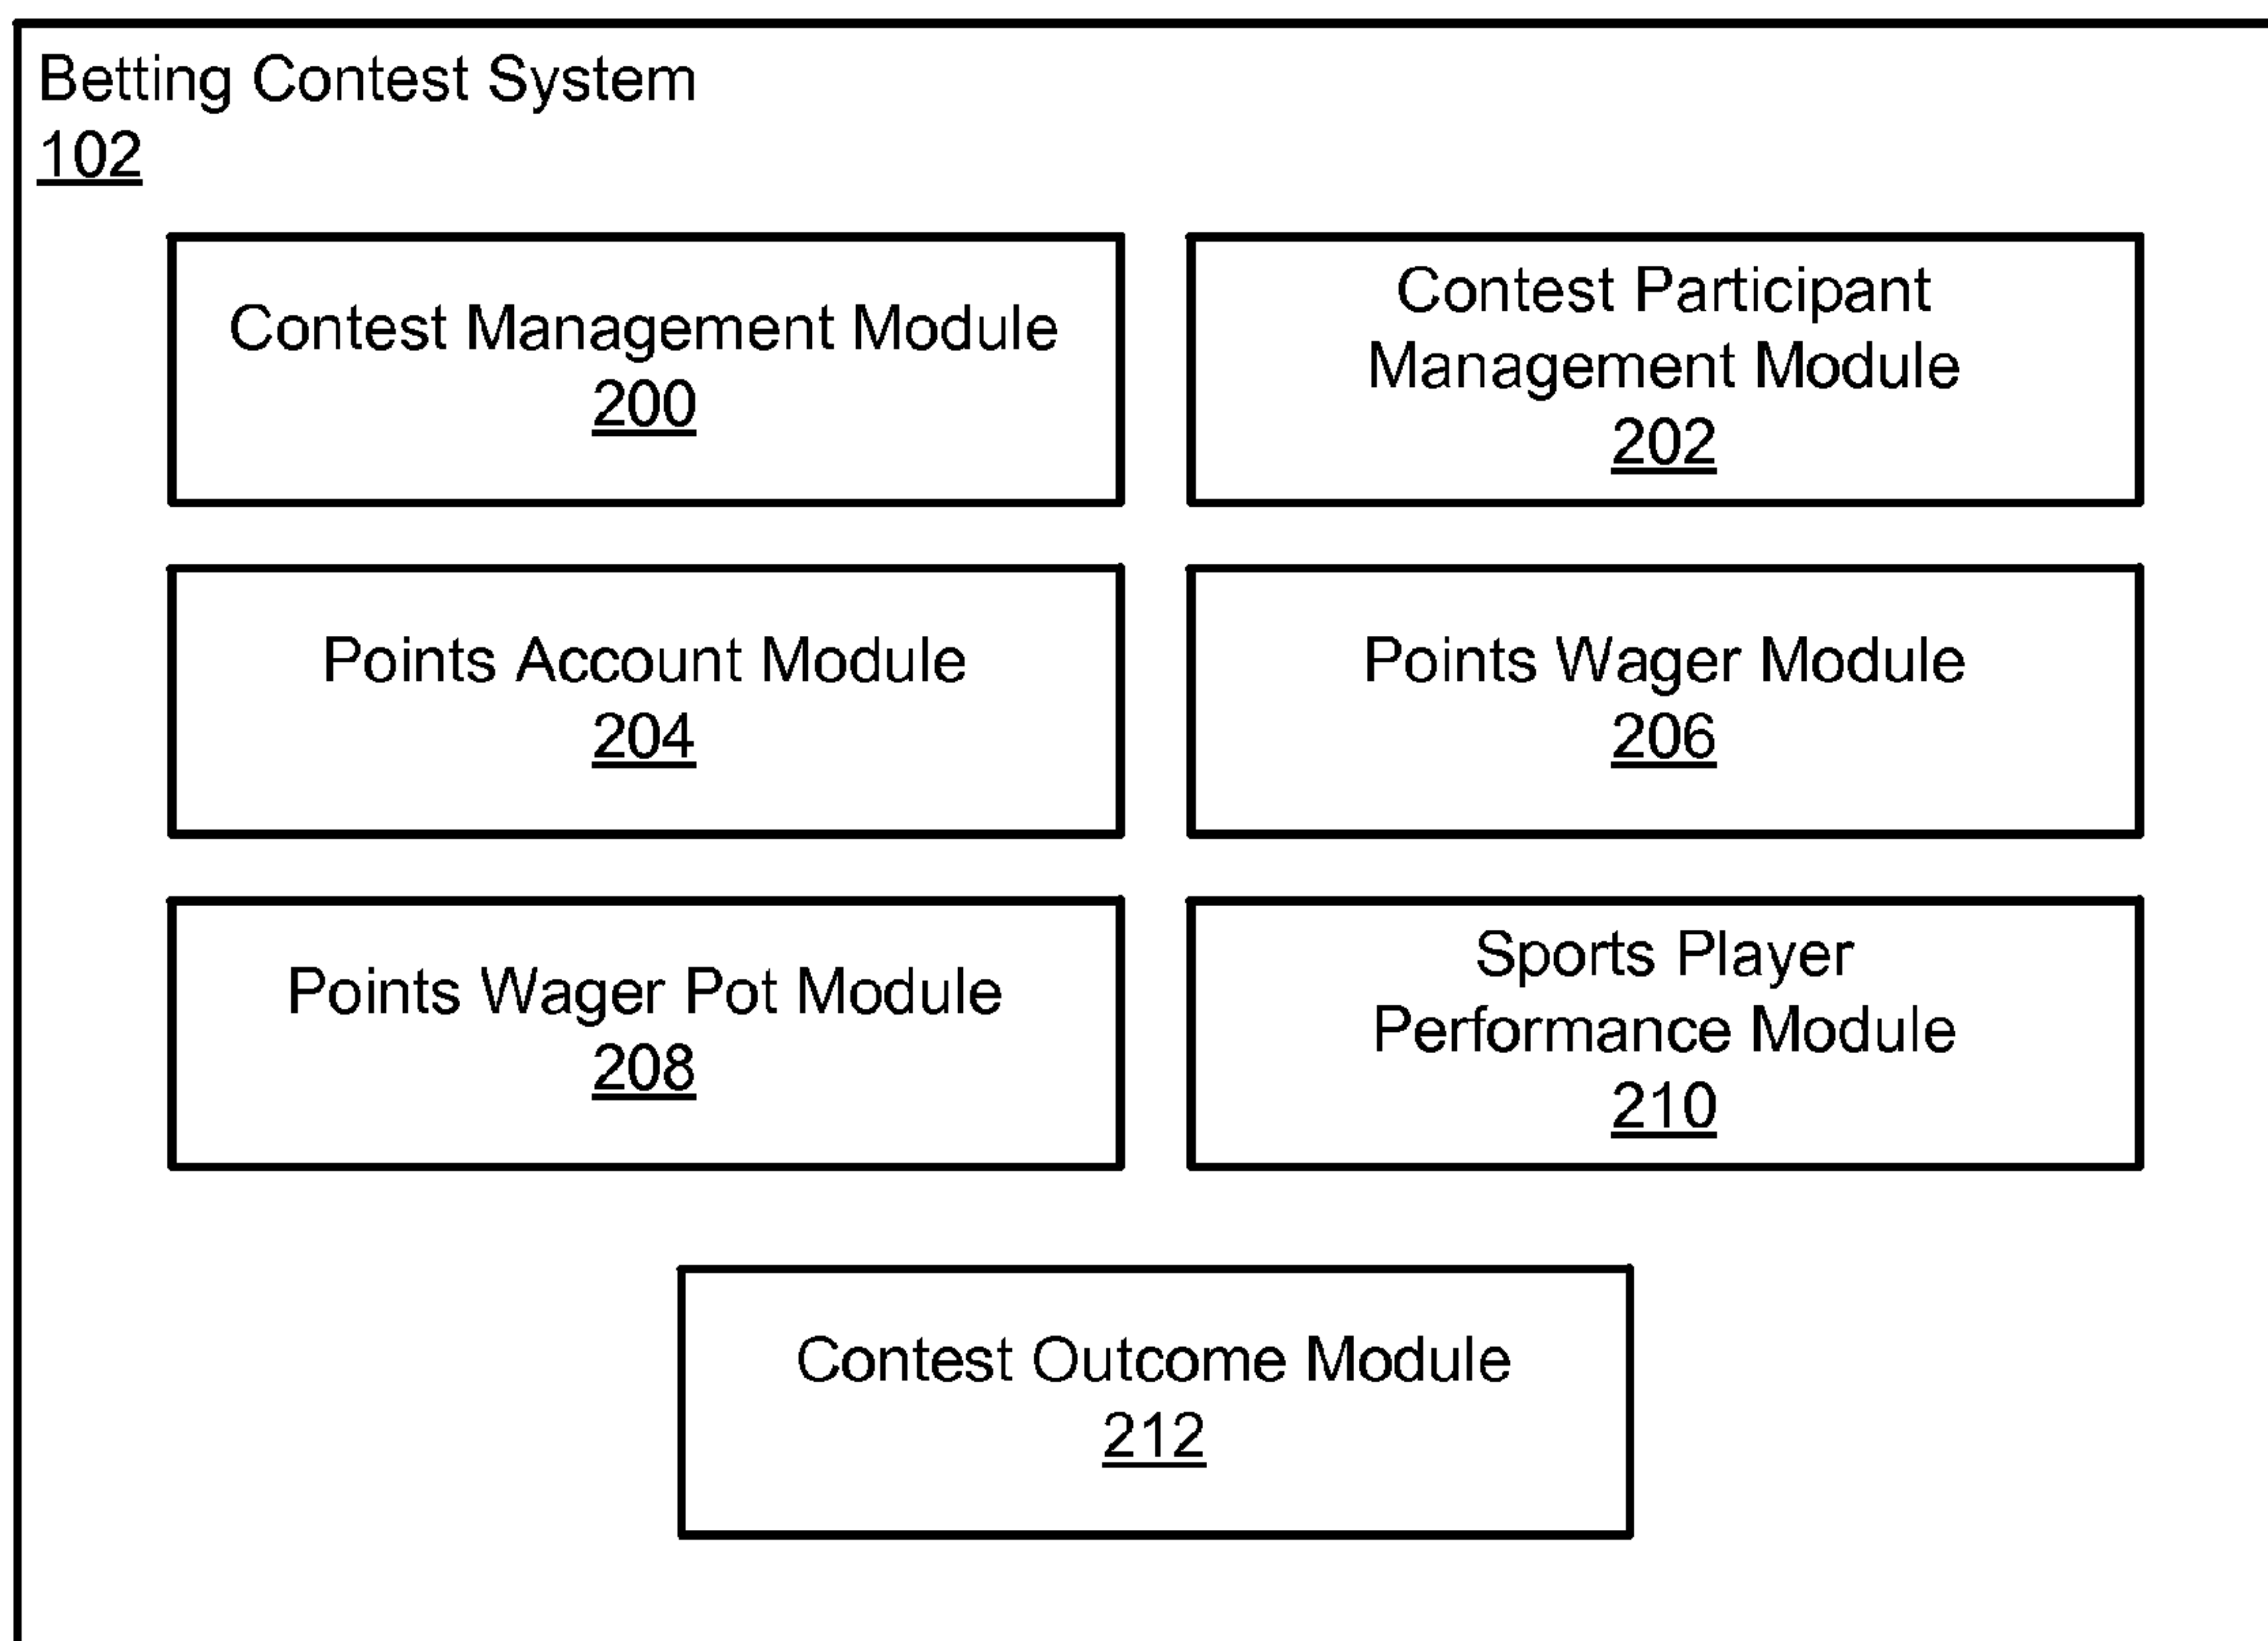 Betting Contest System
102
Contest Management Module
200
Contest Participant
Management Module
202
Points Account Module
204
Points Wager Module
206
Points Wager Pot Module
208
Sports Player
Performance Module
210
Contest Outcome Module
212